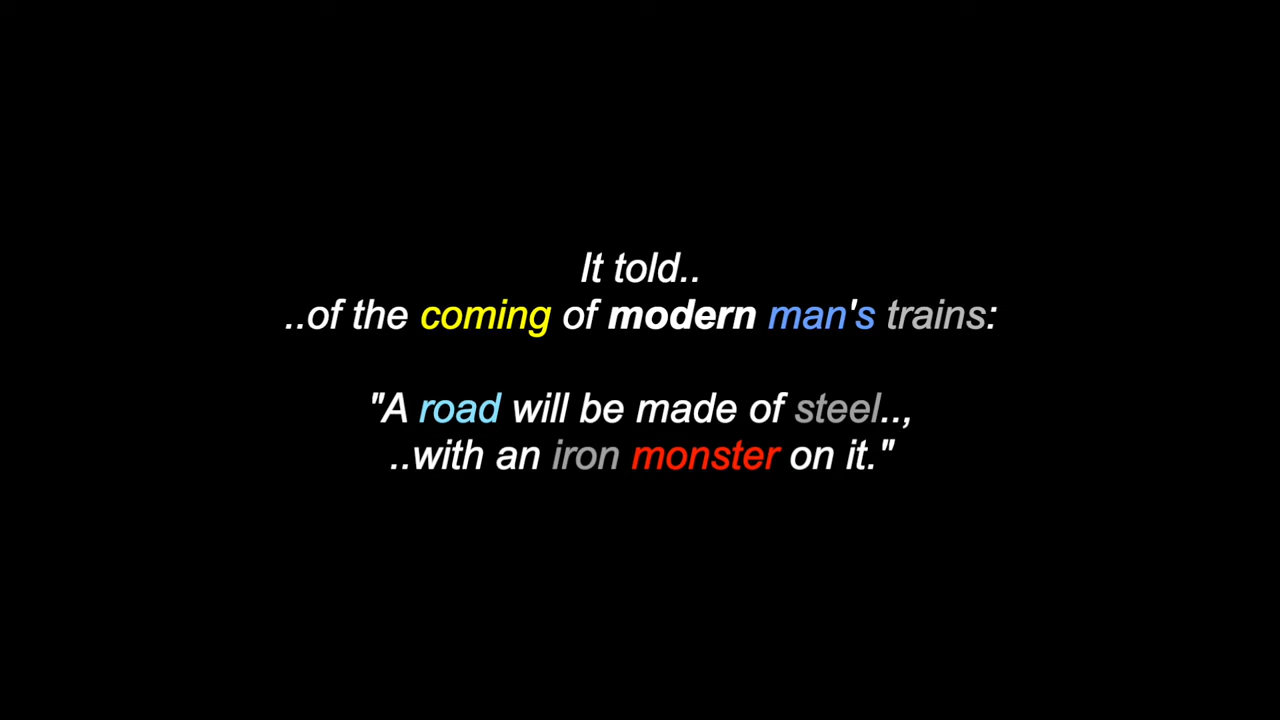 It told..
..of the coming of modern man's trains:
"A road will be made of steel..,
..with an iron monster on it."